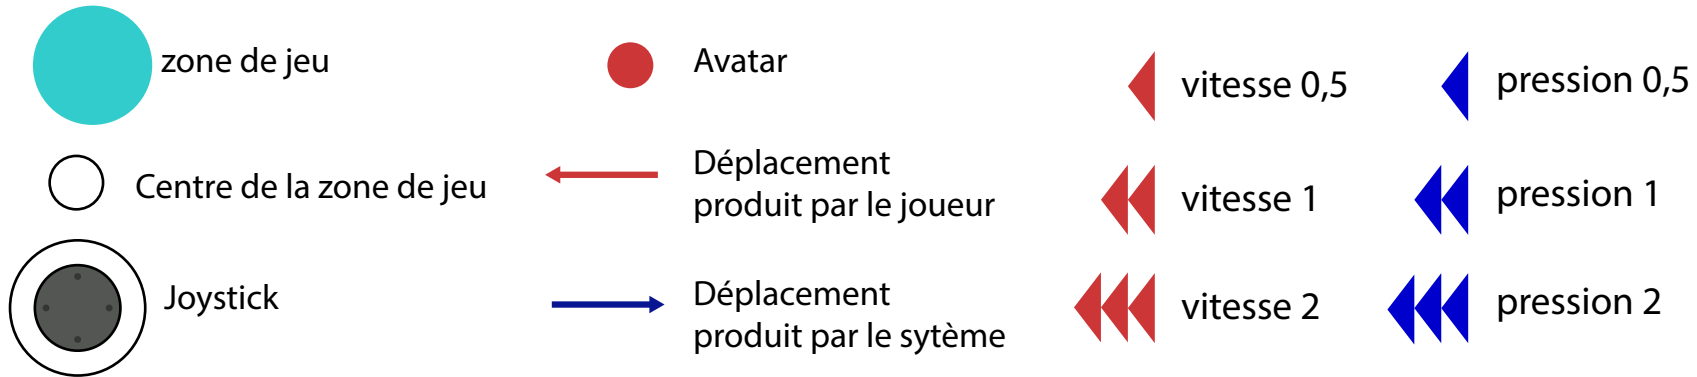 zone de jeu
Centre de la zone de jeu
Joystick
Avatar
Déplacement
produit par le joueur
Déplacement
produit par le sytème
vitesse 0,5
vitesse 1
vitesse 2
pression 0,5
pression 1
pression 2